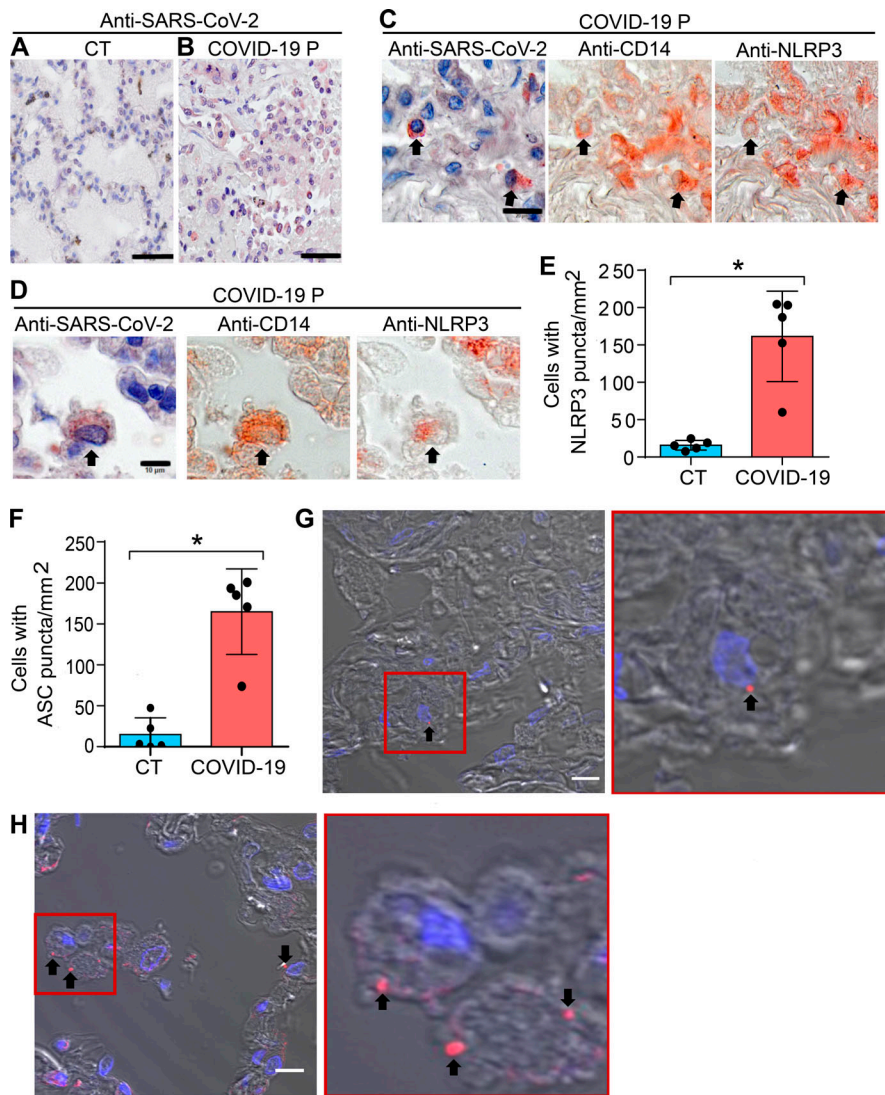 Anti-SARS-CoV-2
A CT
B COVID-19 P
C COVID-19 P
Anti-SARS-CoV-2 Anti-CD14 Anti-NLRP3
D COVID-19 P
Anti-SARS-CoV-2 Anti-CD14 Anti-NLRP3
10 µm
E
Cells with
NLRP3 puncta/mm2
250
200
150
100
50
0
*
CT COVID-19
F
Cells with
ASC puncta/mm2
250
200
150
100
50
0
*
CT COVID-19
G
H